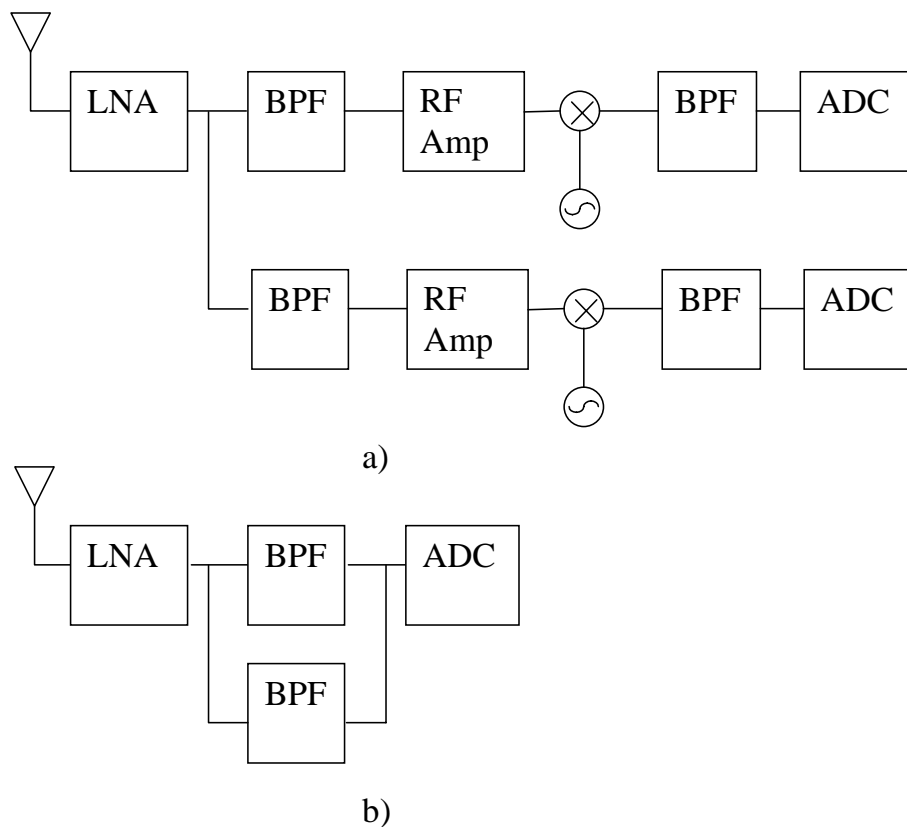 LNA BPF RF Amp BPF ADC
BPF RF Amp BPF ADC
a)
LNA BPF ADC
BPF
b)